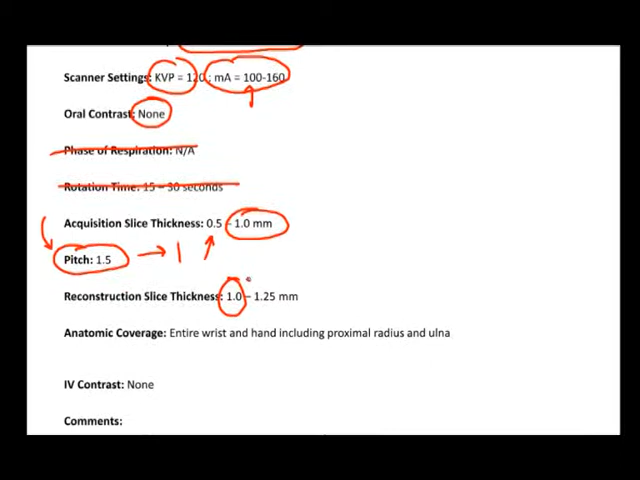 Scanner Settings: KVP = 120; mA = 100-160
Oral Contrast: None
Phase of Respiration: N/A
Rotation Time: 15 – 30 seconds
Acquisition Slice Thickness: 0.5 – 1.0 mm
Pitch: 1.5 → 1
Reconstruction Slice Thickness: 1.0 – 1.25 mm
Anatomic Coverage: Entire wrist and hand including proximal radius and ulna
IV Contrast: None
Comments: